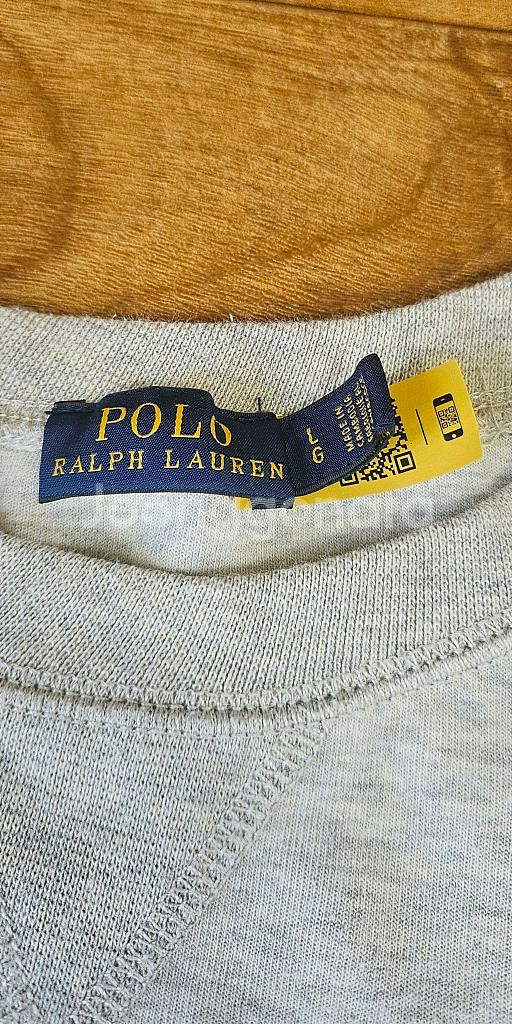 POLO
RALPH LAUREN
L
G
MADE IN
CAMBODIA